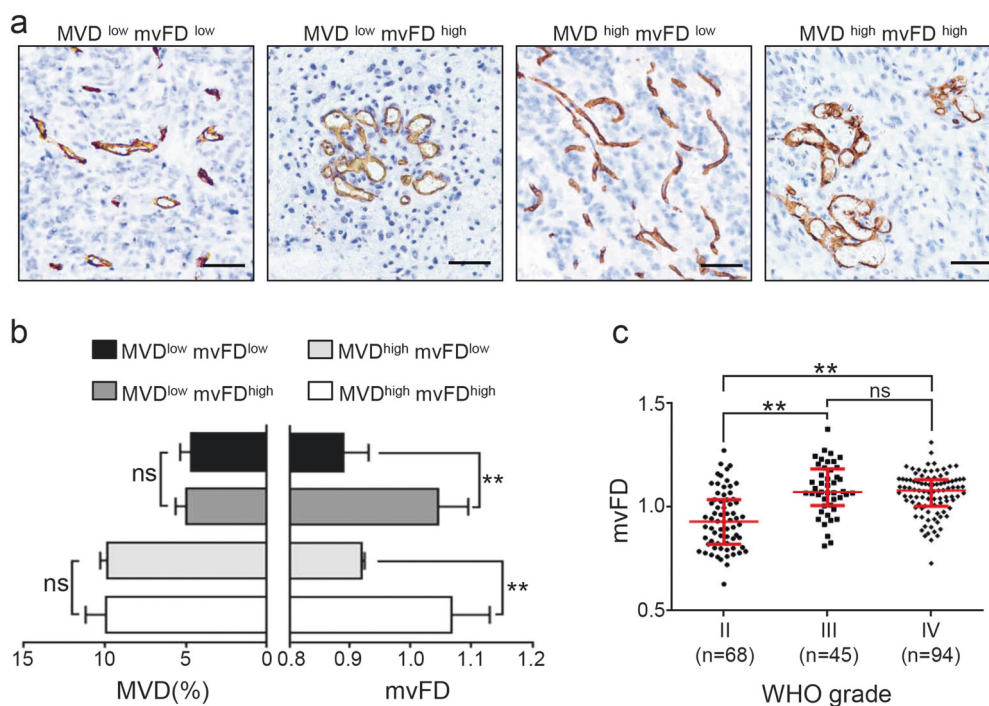 a
MVD low mvFD low
MVD low mvFD high
MVD high mvFD low
MVD high mvFD high
b
MVDlow mvFDlow
MVDhigh mvFDlow
MVDlow mvFDhigh
MVDhigh mvFDhigh
ns
**
ns
**
15 10 5 0
0.8 0.9 1.0 1.1 1.2
MVD(%)
mvFD
c
**
**
ns
1.5
1.0
0.5
mvFD
II III IV
(n=68) (n=45) (n=94)
WHO grade